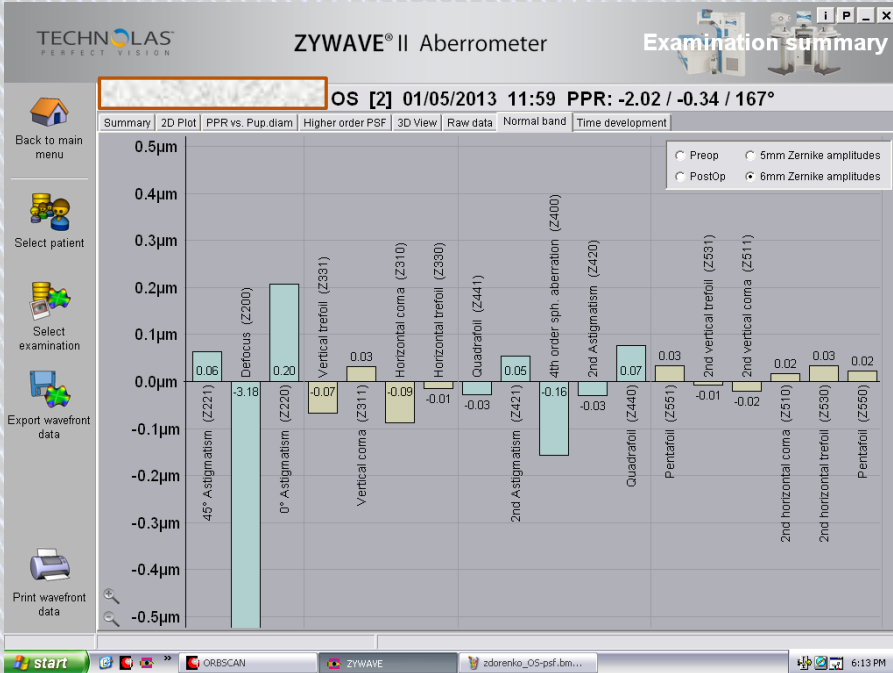 TECHNOLAS
PERFECT VISION
ZYWAVE® II Aberrometer
Examination summary
i P _ X
OS [2] 01/05/2013 11:59 PPR: -2.02 / -0.34 / 167°
Summary 2D Plot PPR vs. Pup.diam Higher order PSF 3D View Raw data Normal band Time development
Back to main menu
Select patient
Select examination
Export wavefront data
Print wavefront data
Preop 5mm Zernike amplitudes
PostOp 6mm Zernike amplitudes
0.5µm
0.4µm
0.3µm
0.2µm
0.1µm
0.0µm
-0.1µm
-0.2µm
-0.3µm
-0.4µm
-0.5µm
0.06
45° Astigmatism (Z221)
-3.18
Defocus (Z200)
0.20
0° Astigmatism (Z220)
-0.07
Vertical trefoil (Z331)
0.03
Vertical coma (Z311)
-0.09
Horizontal coma (Z310)
-0.01
Horizontal trefoil (Z330)
-0.03
Quadrafoil (Z441)
0.05
2nd Astigmatism (Z421)
-0.16
4th order sph. aberration (Z400)
-0.03
2nd Astigmatism (Z420)
0.07
Quadrafoil (Z440)
0.03
Pentafoil (Z551)
-0.01
2nd vertical trefoil (Z531)
-0.02
2nd vertical coma (Z511)
0.02
2nd horizontal coma (Z510)
0.03
2nd horizontal trefoil (Z530)
0.02
Pentafoil (Z550)
start » ORBSCAN ZYWAVE zdorenko_OS-psf.bm... 6:13 PM